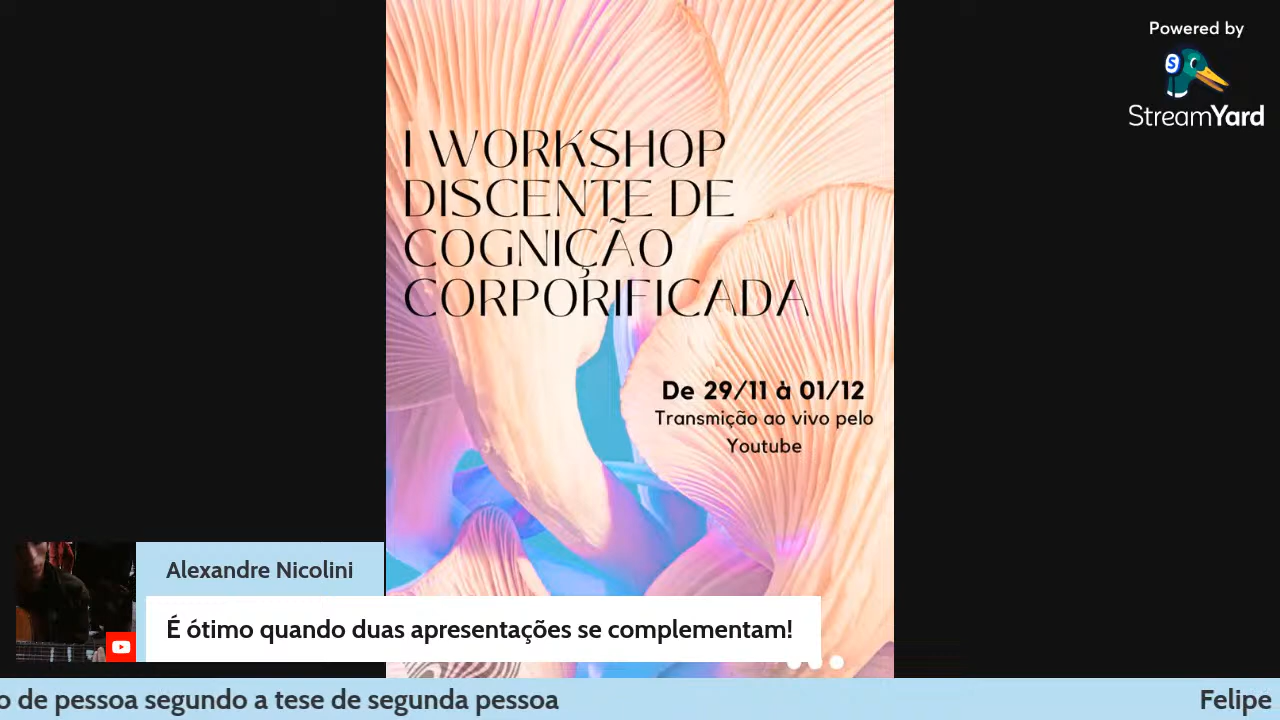 Powered by
S
StreamYard
I WORKSHOP
DISCENTE DE
COGNIÇÃO
CORPORIFICADA
De 29/11 à 01/12
Transmição ao vivo pelo
Youtube
Alexandre Nicolini
É ótimo quando duas apresentações se complementam!
o de pessoa segundo a tese de segunda pessoa
Felipe